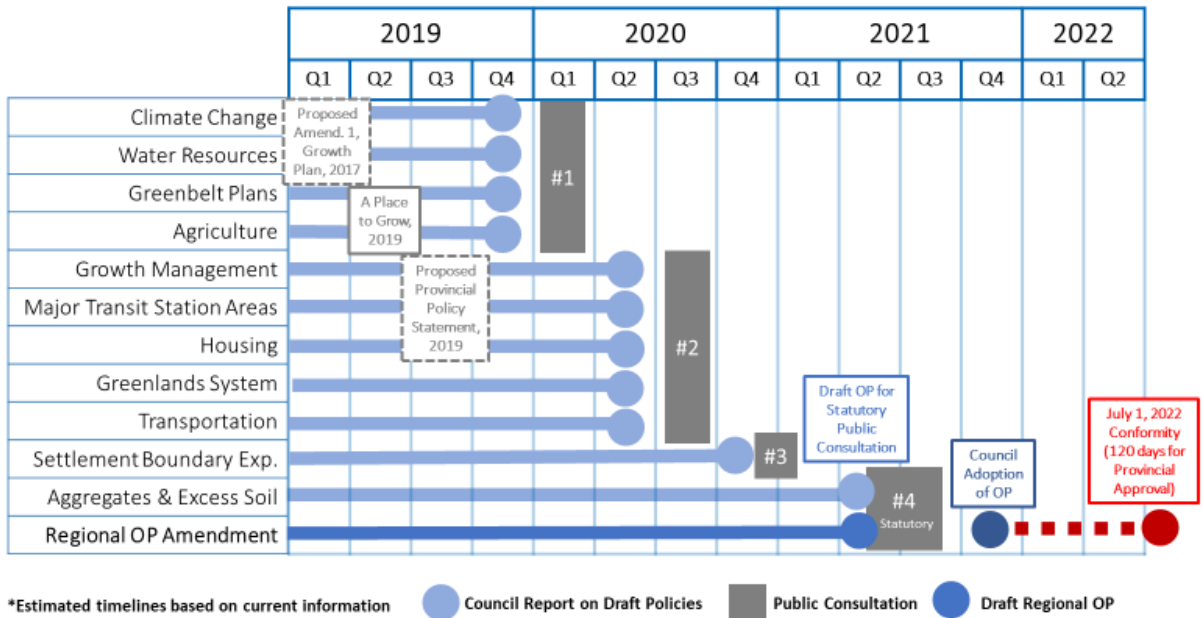 2019 2020 2021 2022
Q1 Q2 Q3 Q4 Q1 Q2 Q3 Q4 Q1 Q2 Q3 Q4 Q1 Q2
Climate Change
Water Resources
Greenbelt Plans
Agriculture
Growth Management
Major Transit Station Areas
Housing
Greenlands System
Transportation
Settlement Boundary Exp.
Aggregates & Excess Soil
Regional OP Amendment
Proposed
Amend. 1,
Growth
Plan, 2017
A Place
to Grow,
2019
Proposed
Provincial
Policy
Statement,
2019
#1
#2
#3
#4
Statutory
Draft OP for
Statutory
Public
Consultation
Council
Adoption
of OP
July 1, 2022
Conformity
(120 days for
Provincial
Approval)
*Estimated timelines based on current information
Council Report on Draft Policies
Public Consultation
Draft Regional OP